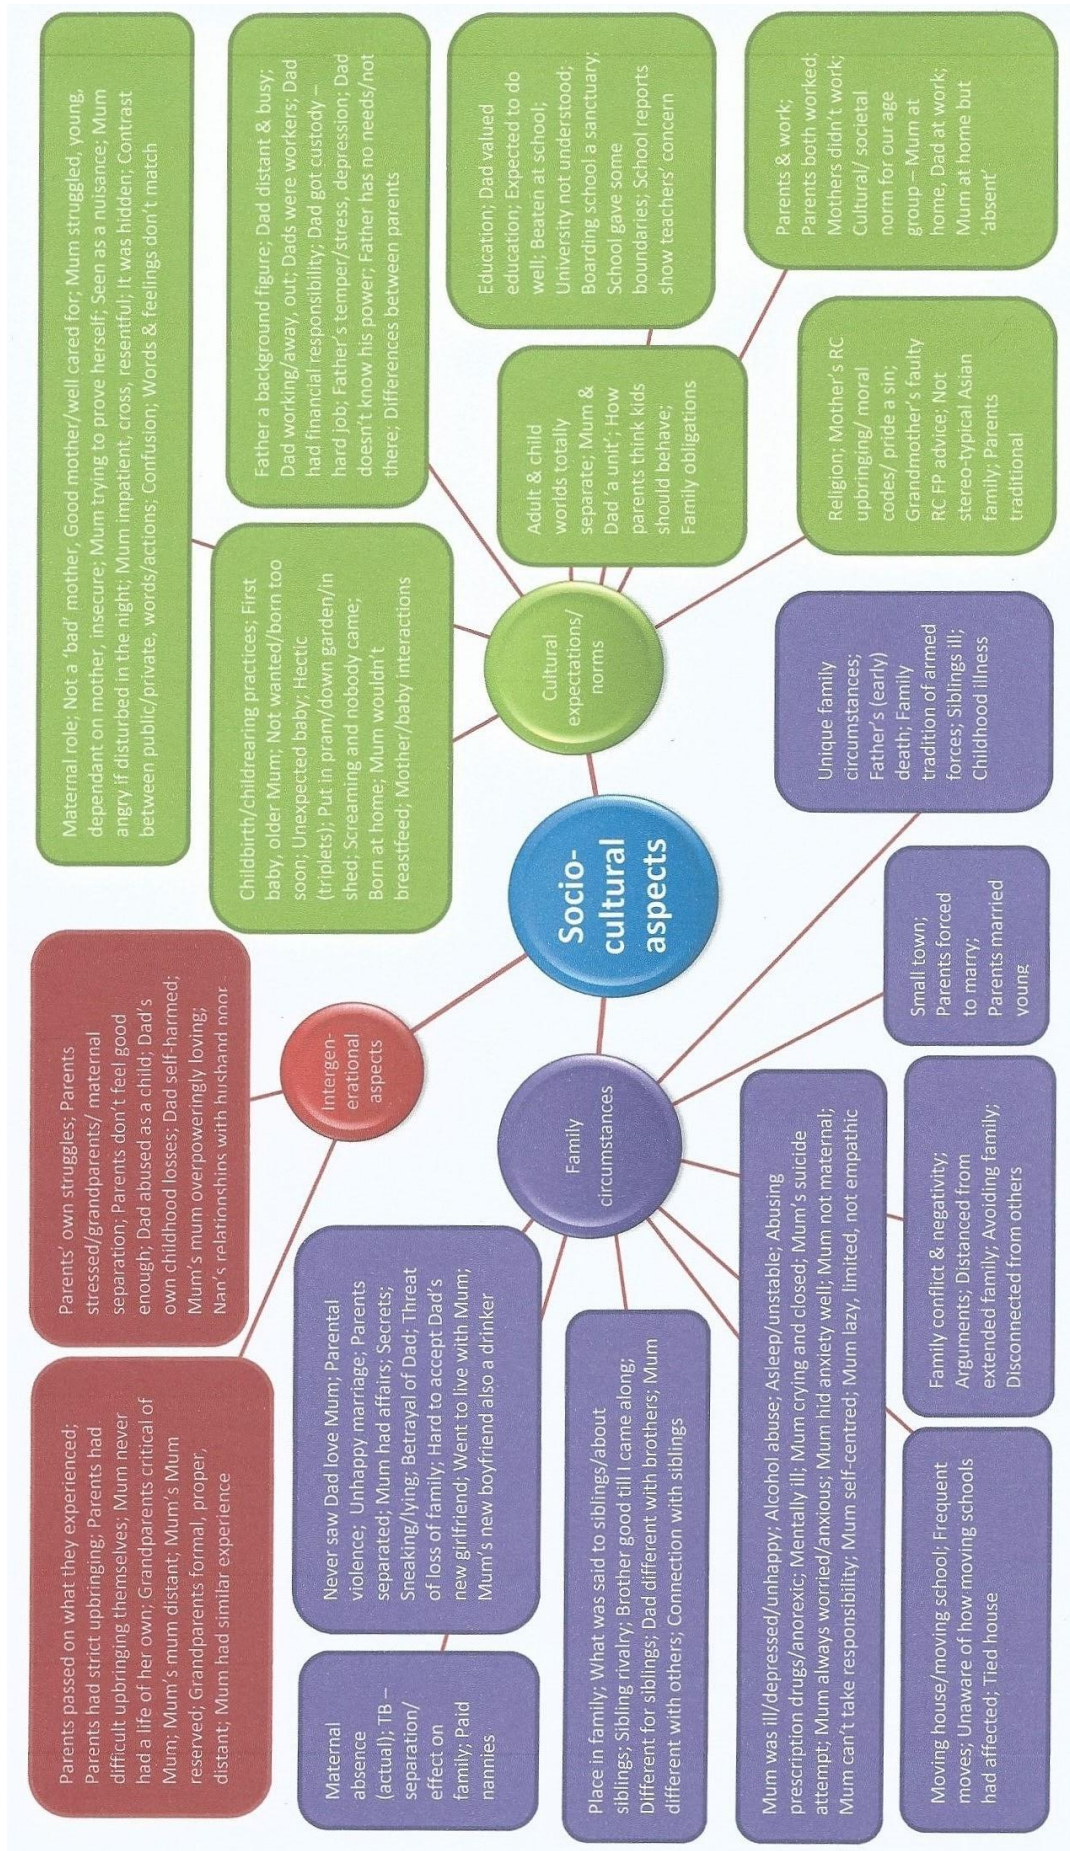 Socio-
cultural
aspects
Intergen-
erational
aspects
Parents passed on what they experienced;
Parents had strict upbringing; Parents had
difficult upbringing themselves; Mum never
had a life of her own; Grandparents critical of
Mum; Mum's mum distant; Mum's Mum
reserved; Grandparents formal, proper,
distant; Mum had similar experience
Parents' own struggles; Parents
stressed/grandparents/ maternal
separation; Parents don't feel good
enough; Dad abused as a child; Dad's
own childhood losses; Dad self-harmed;
Mum's mum overpoweringly loving;
Nan's relationships with husband poor
Cultural
expectations/
norms
Maternal role; Not a 'bad' mother, Good mother/well cared for; Mum struggled, young,
dependant on mother, insecure; Mum trying to prove herself; Seen as a nuisance; Mum
angry if disturbed in the night; Mum impatient, cross, resentful; It was hidden; Contrast
between public/private, words/actions; Confusion; Words & feelings don't match
Childbirth/childrearing practices; First
baby, older Mum; Not wanted/born too
soon; Unexpected baby; Hectic
(triplets); Put in pram/down garden/in
shed; Screaming and nobody came;
Born at home; Mum wouldn't
breastfeed; Mother/baby interactions
Father a background figure; Dad distant & busy;
Dad working/away, out; Dads were workers; Dad
had financial responsibility; Dad got custody –
hard job; Father's temper/stress, depression; Dad
doesn't know his power; Father has no needs/not
there; Differences between parents
Education; Dad valued
education; Expected to do
well; Beaten at school;
University not understood;
Boarding school a sanctuary;
School gave some
boundaries; School reports
show teachers' concern
Adult & child
worlds totally
separate; Mum &
Dad 'a unit'; How
parents think kids
should behave;
Family obligations
Parents & work;
Parents both worked;
Mothers didn't work;
Cultural/ societal
norm for our age
group – Mum at
home, Dad at work;
Mum at home but
'absent'
Religion; Mother's RC
upbringing/ moral
codes/ pride a sin;
Grandmother's faulty
RC FP advice; Not
stereo-typical Asian
family; Parents
traditional
Family
circumstances
Maternal
absence
(actual); TB –
separation/
effect on
family; Paid
nannies
Never saw Dad love Mum; Parental
violence; Unhappy marriage; Parents
separated; Mum had affairs; Secrets;
Sneaking/lying; Betrayal of Dad; Threat
of loss of family; Hard to accept Dad's
new girlfriend; Went to live with Mum;
Mum's new boyfriend also a drinker
Place in family; What was said to siblings/about
siblings; Sibling rivalry; Brother good till I came along;
Different for siblings; Dad different with brothers; Mum
different with others; Connection with siblings
Mum was ill/depressed/unhappy; Alcohol abuse; Asleep/unstable; Abusing
prescription drugs/anorexic; Mentally ill; Mum crying and closed; Mum's suicide
attempt; Mum always worried/anxious; Mum hid anxiety well; Mum not maternal;
Mum can't take responsibility; Mum self-centred; Mum lazy, limited, not empathic
Moving house/moving school; Frequent
moves; Unaware of how moving schools
had affected; Tied house
Family conflict & negativity;
Arguments; Distanced from
extended family; Avoiding family;
Disconnected from others
Small town;
Parents forced
to marry;
Parents married
young
Unique family
circumstances;
Father's (early)
death; Family
tradition of armed
forces; Siblings ill;
Childhood illness